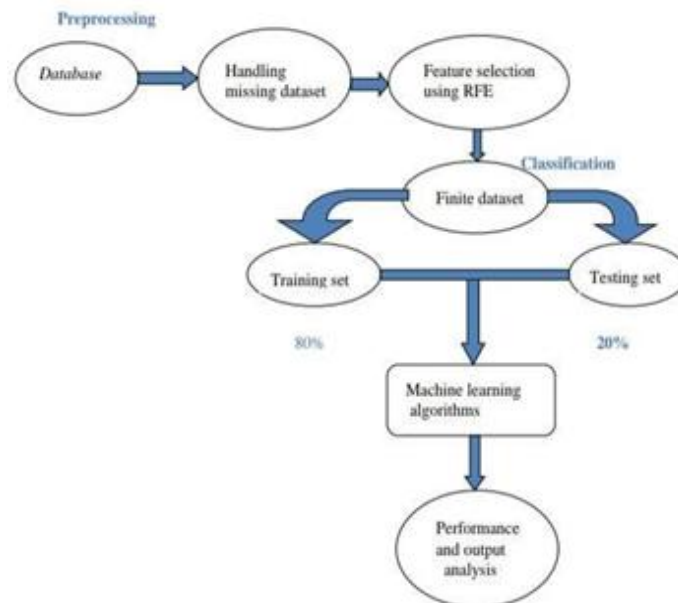 Preprocessing
Database
Handling
missing dataset
Feature selection
using RFE
Classification
Finite dataset
Training set
Testing set
80%
20%
Machine learning
algorithms
Performance
and output
analysis